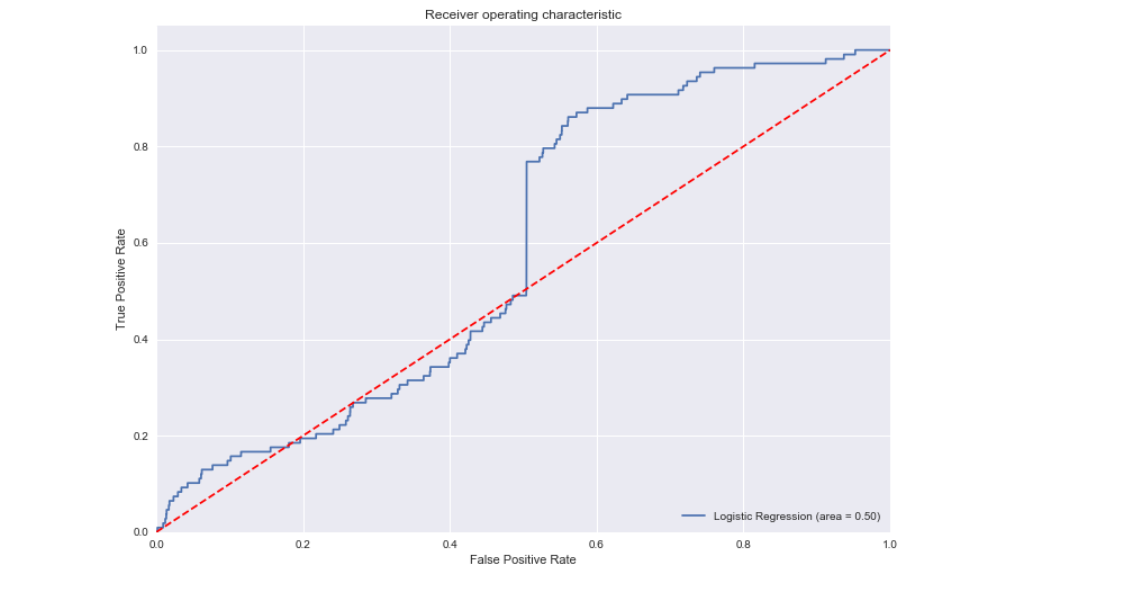 Receiver operating characteristic
1.0
0.8
0.6
0.4
0.2
0.0
True Positive Rate
Logistic Regression (area = 0.50)
0.0 0.2 0.4 0.6 0.8 1.0
False Positive Rate